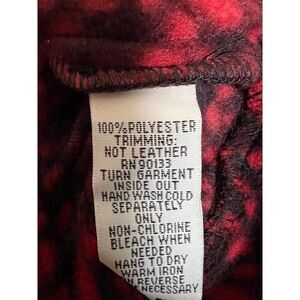 100% POLYESTER
TRIMMING:
NOT LEATHER
RN 90133
TURN GARMENT
INSIDE OUT
HAND WASH COLD
SEPARATELY
ONLY
NON-CHLORINE
BLEACH WHEN
NEEDED
HANG TO DRY
WARM IRON
N REVERSE
NECESSARY